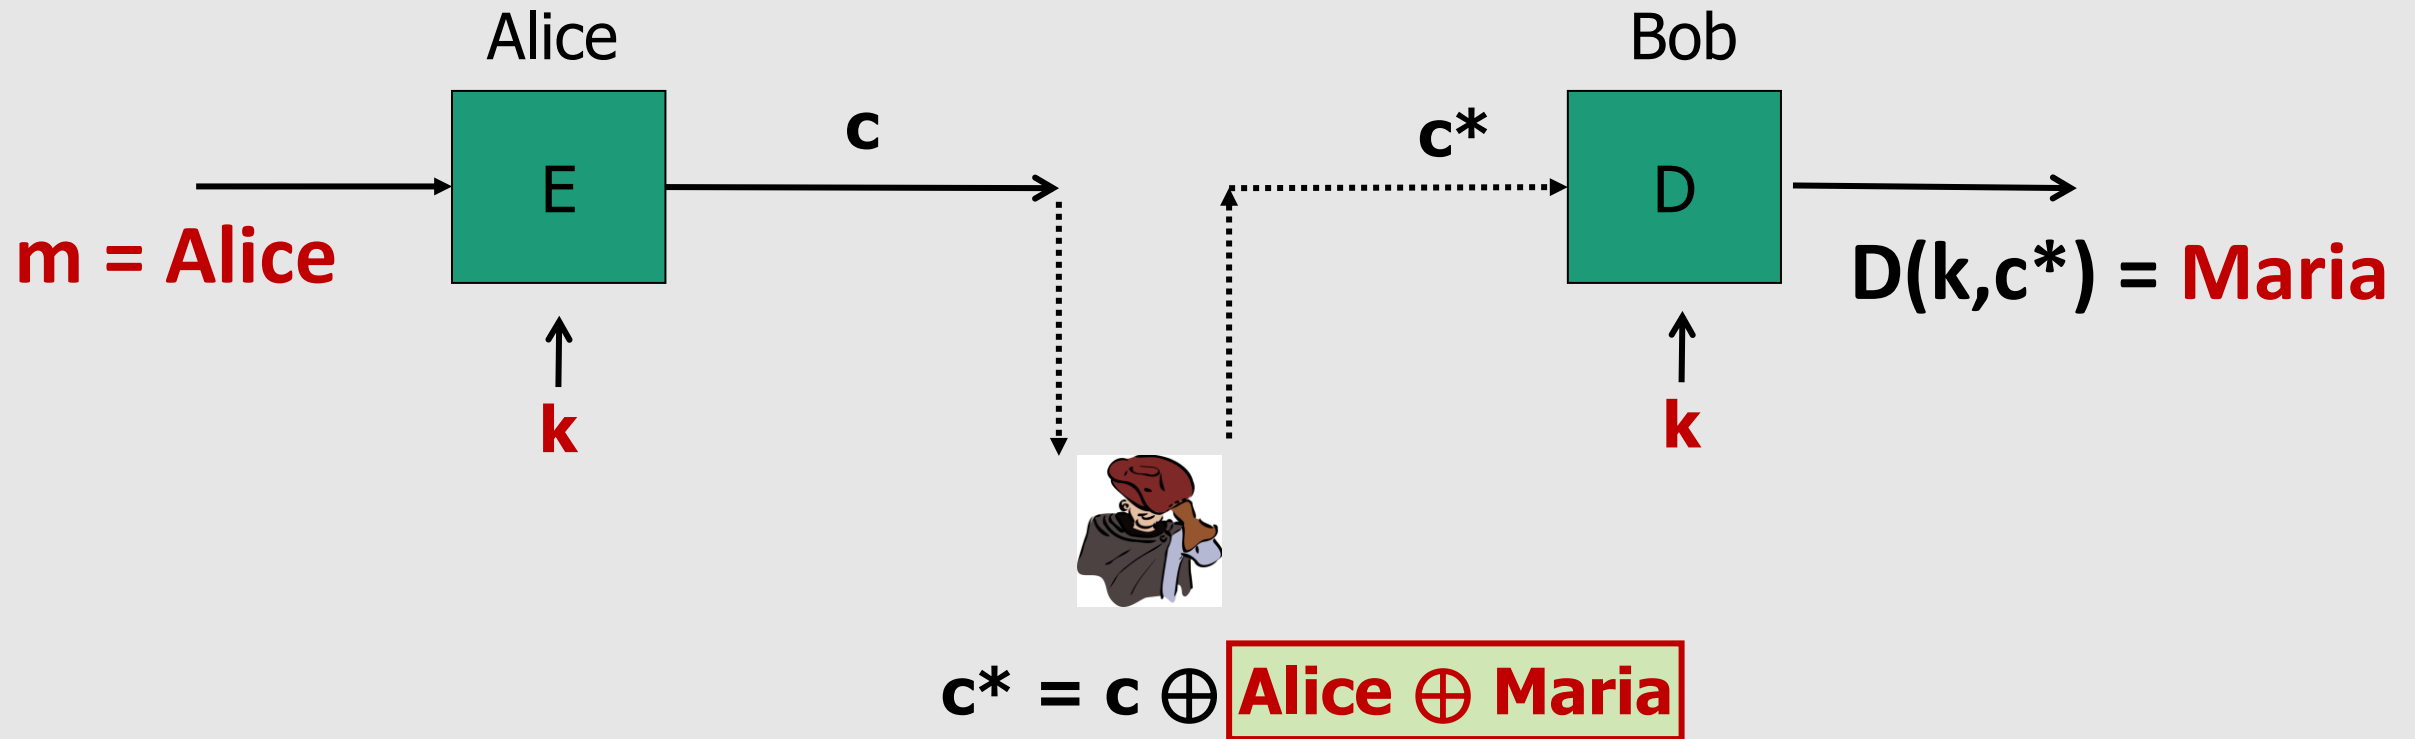 Alice
Bob
c
c*
E
D
m = Alice
D(k,c*) = Maria
k
k
c* = c ⊕ Alice ⊕ Maria